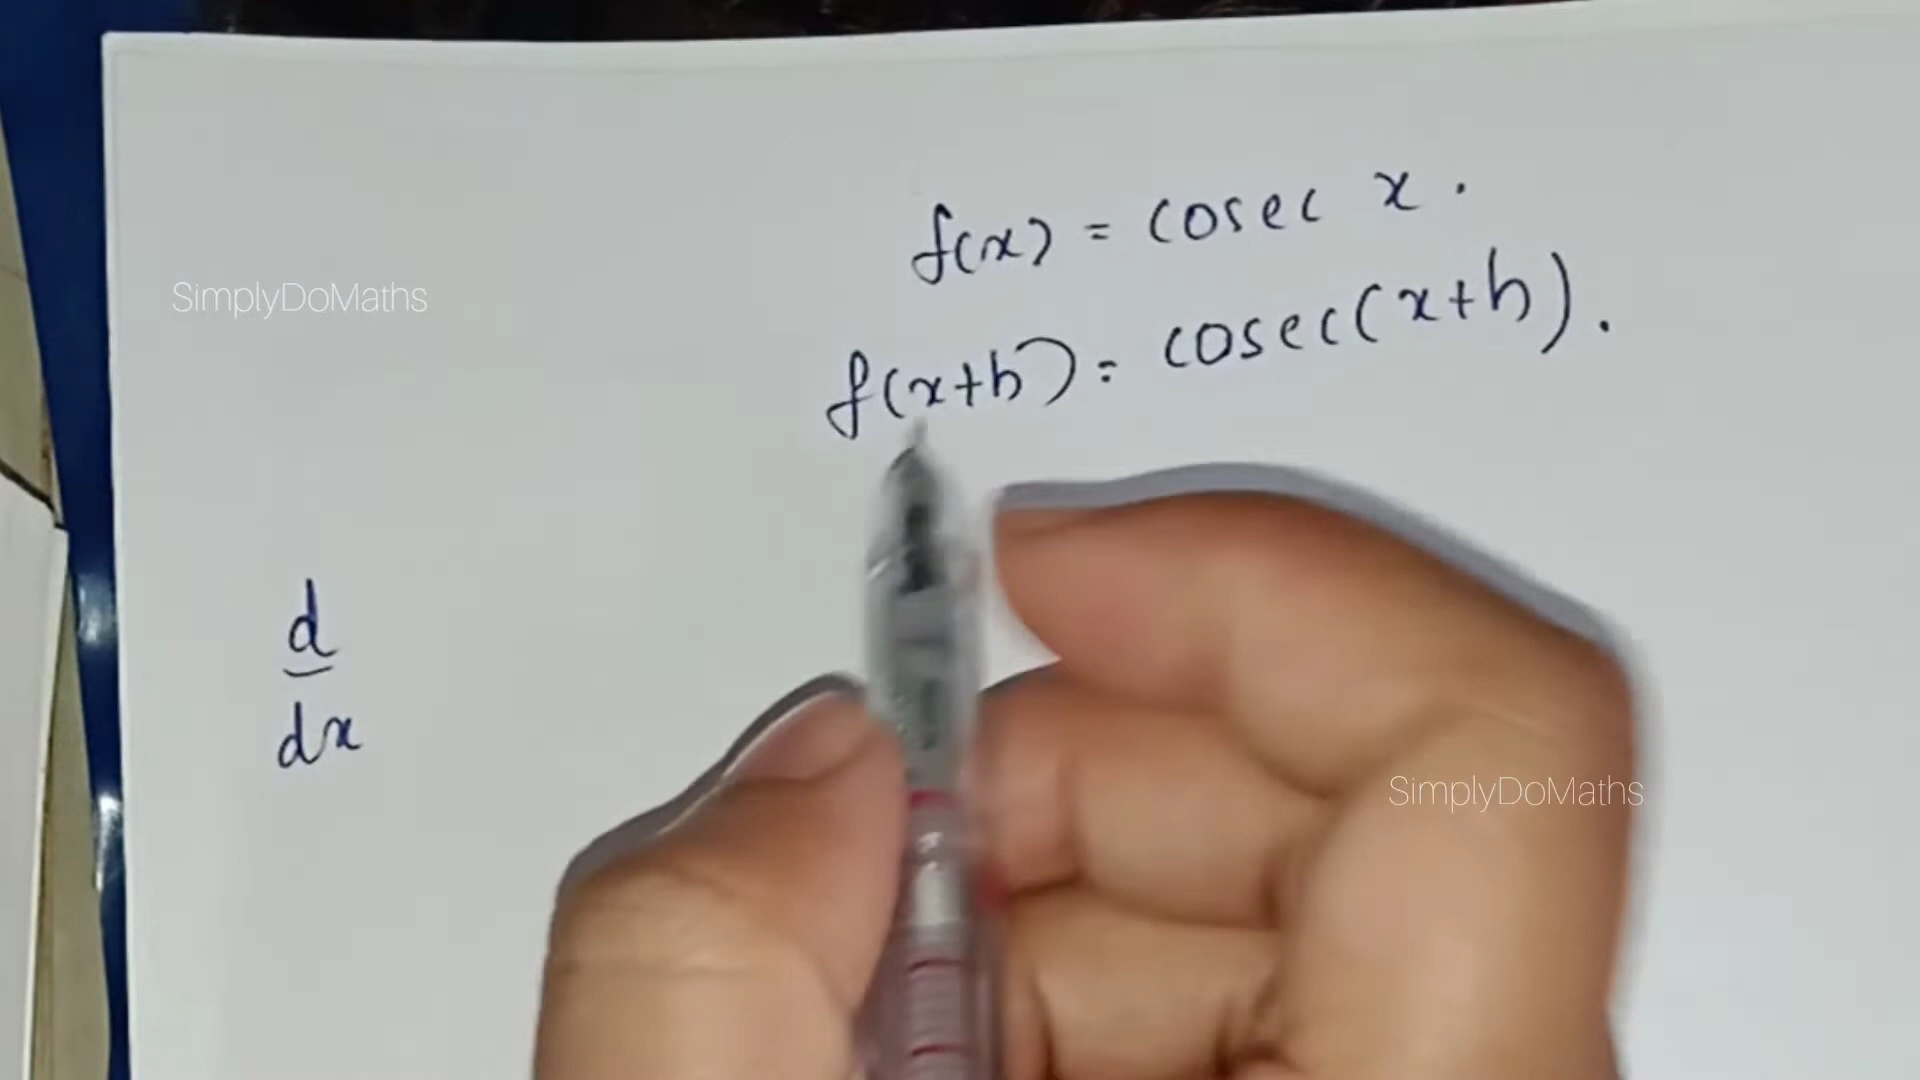 f(x) = cosec x .
SimplyDoMaths
f(x+h) = cosec(x+h) .
d
dx
SimplyDoMaths